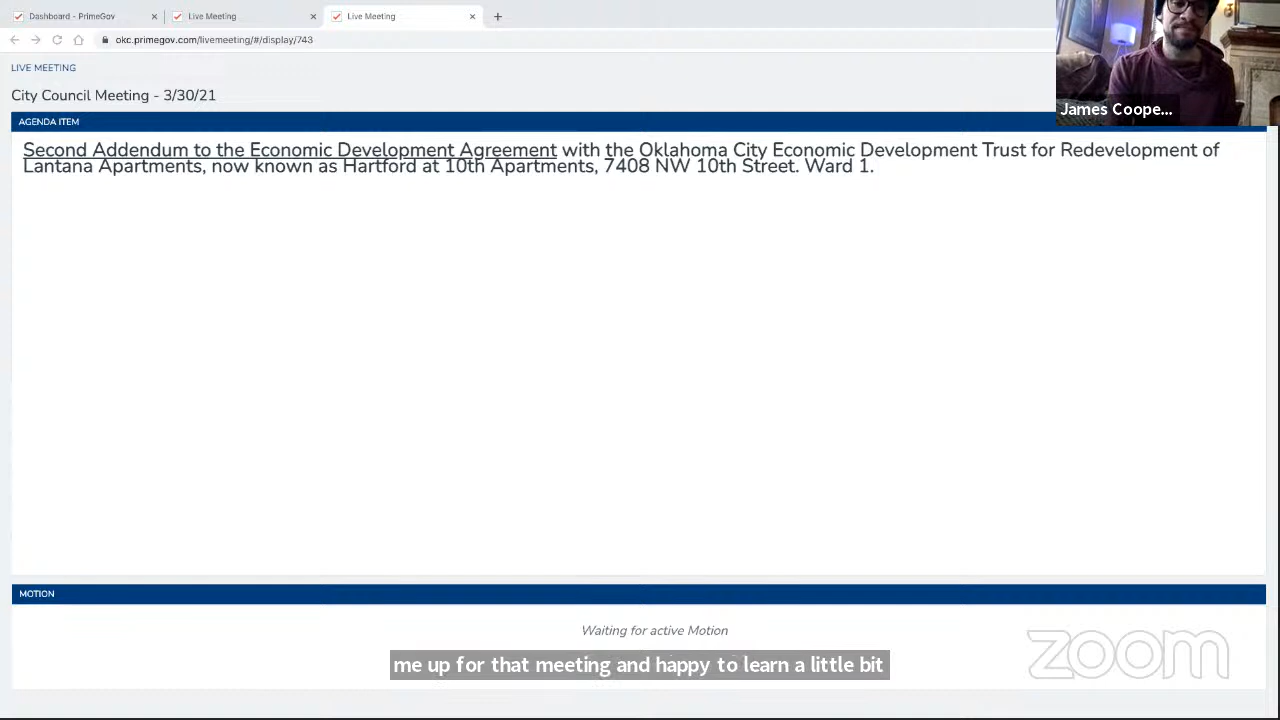 Dashboard - PrimeGov
Live Meeting
Live Meeting
okc.primegov.com/livemeeting/#/display/743
LIVE MEETING
City Council Meeting - 3/30/21
James Coope...
AGENDA ITEM
Second Addendum to the Economic Development Agreement with the Oklahoma City Economic Development Trust for Redevelopment of
Lantana Apartments, now known as Hartford at 10th Apartments, 7408 NW 10th Street. Ward 1.
MOTION
Waiting for active Motion
me up for that meeting and happy to learn a little bit
zoom